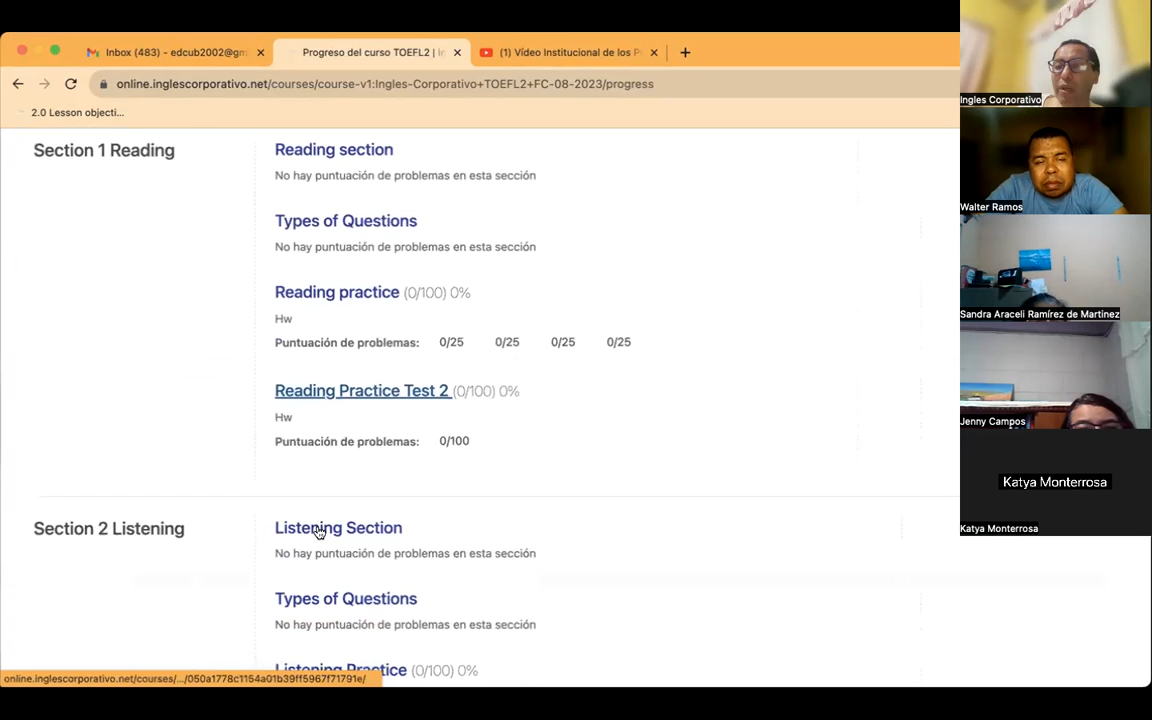 Inbox (483) - edcub2002@gm
Progreso del curso TOEFL2 | In
(1) Vídeo Institucional de los P
online.inglescorporativo.net/courses/course-v1:Ingles-Corporativo+TOEFL2+FC-08-2023/progress
2.0 Lesson objecti...
Section 1 Reading
Reading section
No hay puntuación de problemas en esta sección
Types of Questions
No hay puntuación de problemas en esta sección
Reading practice (0/100) 0%
Hw
Puntuación de problemas: 0/25 0/25 0/25 0/25
Reading Practice Test 2 (0/100) 0%
Hw
Puntuación de problemas: 0/100
Section 2 Listening
Listening Section
No hay puntuación de problemas en esta sección
Types of Questions
No hay puntuación de problemas en esta sección
Listening Practice (0/100) 0%
online.inglescorporativo.net/courses/.../050a1778c1154a01b39ff5967f71791e/
Ingles Corporativo
Walter Ramos
Sandra Araceli Ramírez de Martinez
Jenny Campos
Katya Monterrosa
Katya Monterrosa